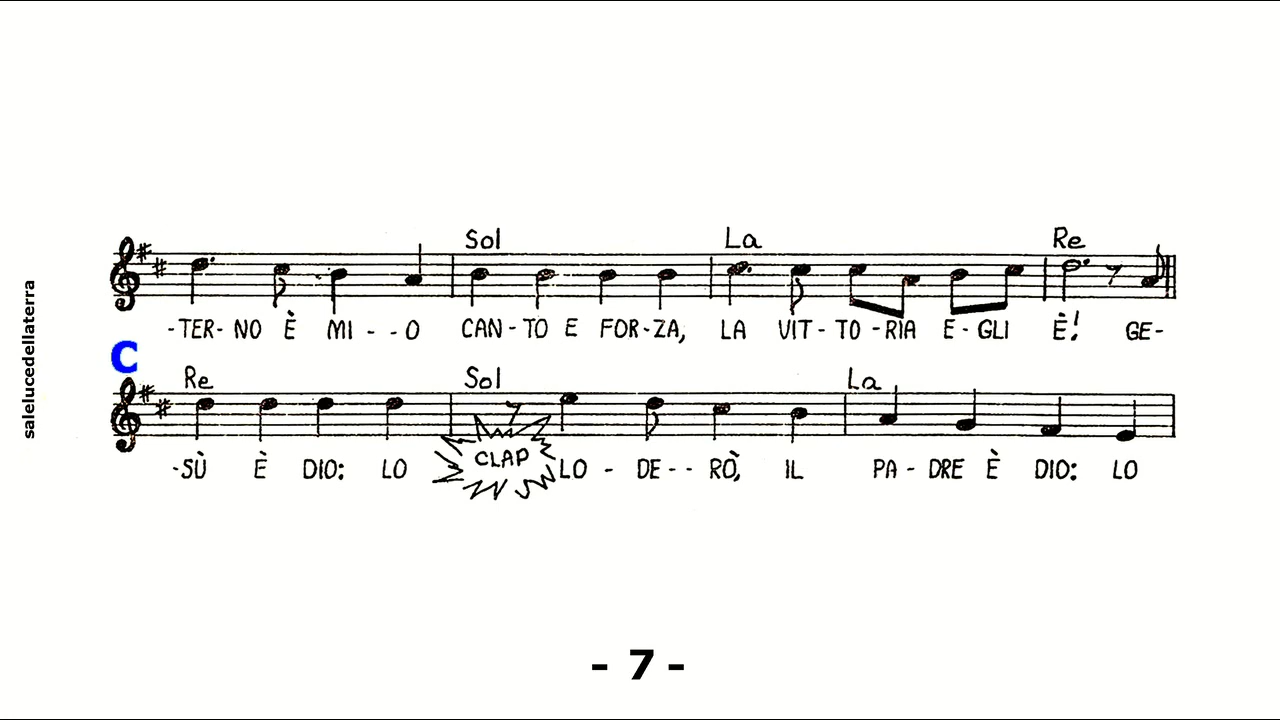 Sol La Re
-TER- NO È MI - - O CAN - TO E FOR - ZA, LA VIT - TO - RIA E - GLI È! GE-
C
Re Sol La
-SÙ È DIO: LO CLAP LO - DE - - RÒ, IL PA - DRE È DIO: LO
- 7 -
salelucedellaterra